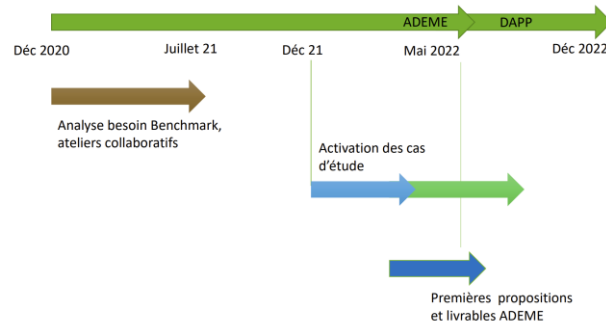 ADEME DAPP
Déc 2020 Juillet 21 Déc 21 Mai 2022 Déc 2022
Analyse besoin Benchmark,
ateliers collaboratifs
Activation des cas
d'étude
Premières propositions
et livrables ADEME